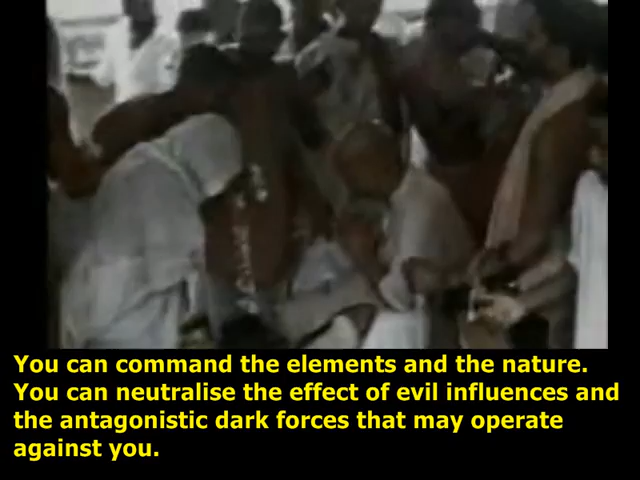 You can command the elements and the nature.
You can neutralise the effect of evil influences and
the antagonistic dark forces that may operate
against you.